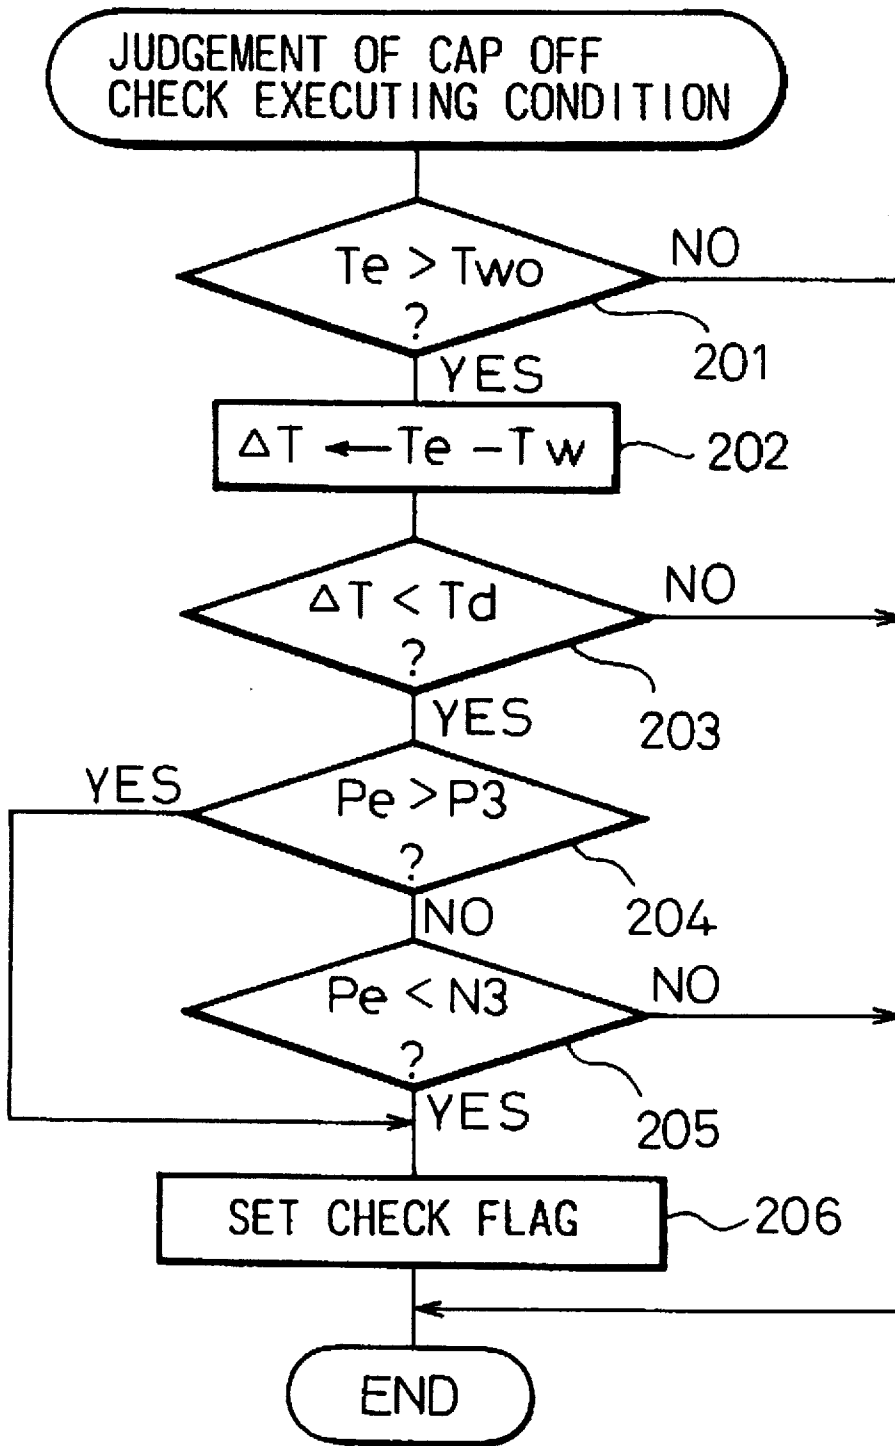 JUDGEMENT OF CAP OFF
CHECK EXECUTING CONDITION
Te > Two
?
NO
201
YES
ΔT ← Te - Tw
202
ΔT < Td
?
NO
203
YES
Pe > P3
?
YES
204
NO
Pe < N3
?
NO
205
YES
SET CHECK FLAG
206
END